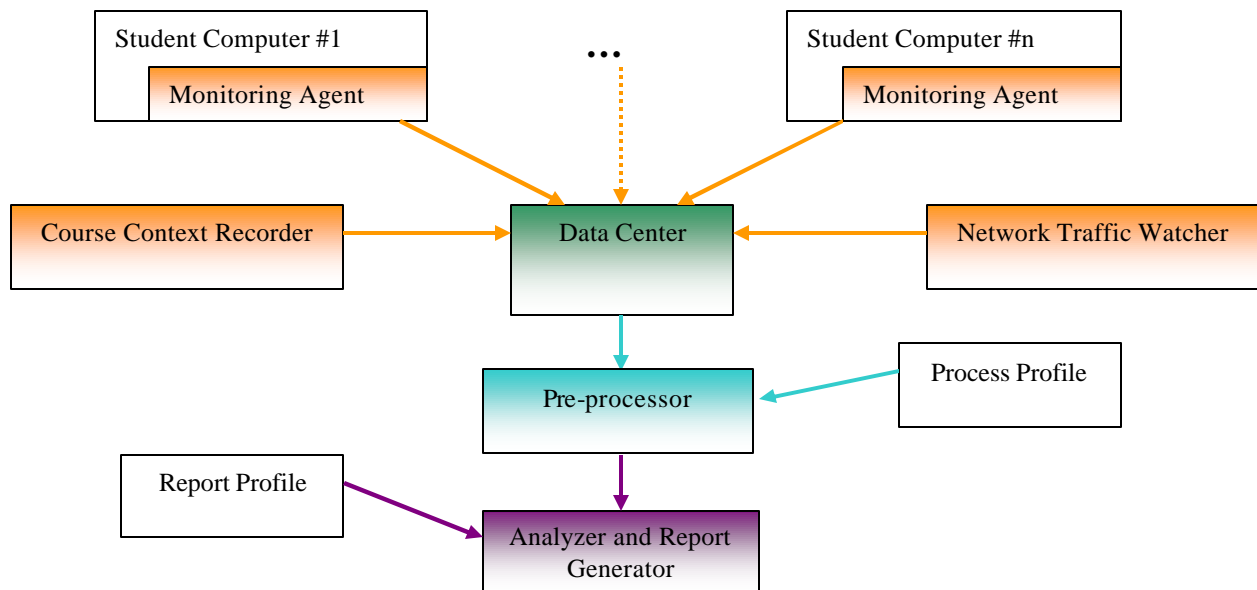 Student Computer #1
...
Student Computer #n
Monitoring Agent
Monitoring Agent
Course Context Recorder
Data Center
Network Traffic Watcher
Pre-processor
Process Profile
Report Profile
Analyzer and Report
Generator